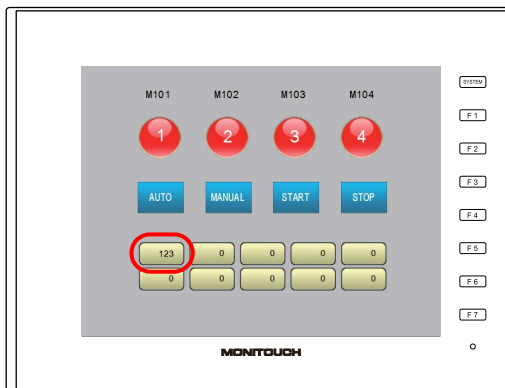 M101 M102 M103 M104
SYSTEM
F1
1 2 3 4
F2
F3
AUTO MANUAL START STOP
F4
123 0 0 0 0
F5
0 0 0 0 0
F6
F7
MONITOUCH